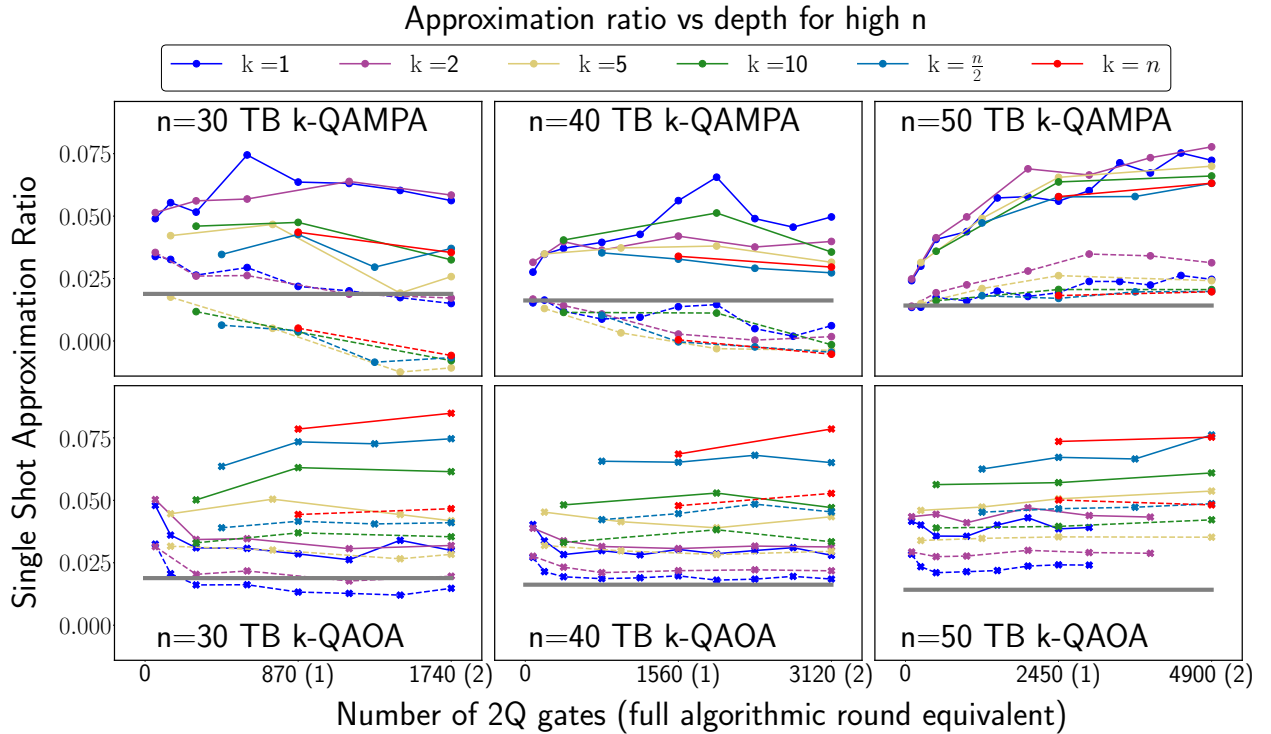 Approximation ratio vs depth for high n
k =1 k =2 k =5 k =10 k = n/2 k = n
n=30 TB k-QAMPA n=40 TB k-QAMPA n=50 TB k-QAMPA
0.075
0.050
0.025
0.000
Single Shot Approximation Ratio
0.075
0.050
0.025
0.000
n=30 TB k-QAOA n=40 TB k-QAOA n=50 TB k-QAOA
0 870 (1) 1740 (2) 0 1560 (1) 3120 (2) 0 2450 (1) 4900 (2)
Number of 2Q gates (full algorithmic round equivalent)